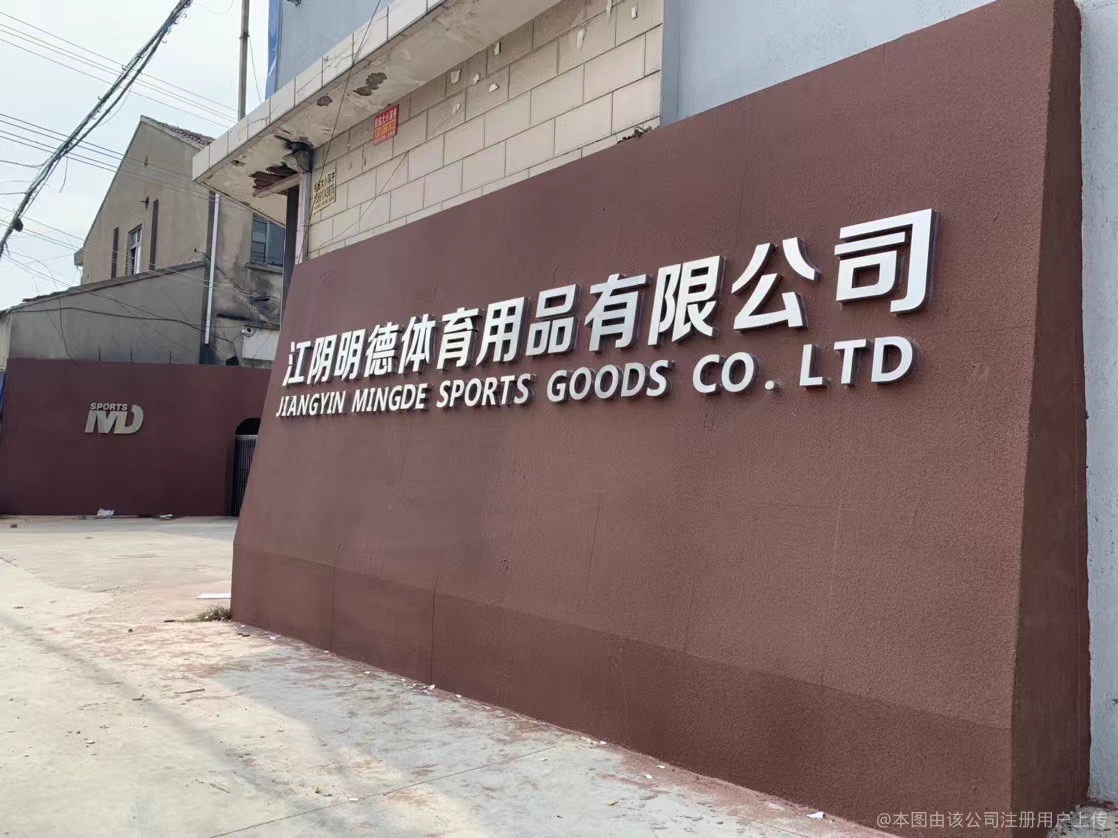 江阴明德体育用品有限公司
JIANGYIN MINGDE SPORTS GOODS CO. LTD
SPORTS
MD
@本图由该公司注册用户上传